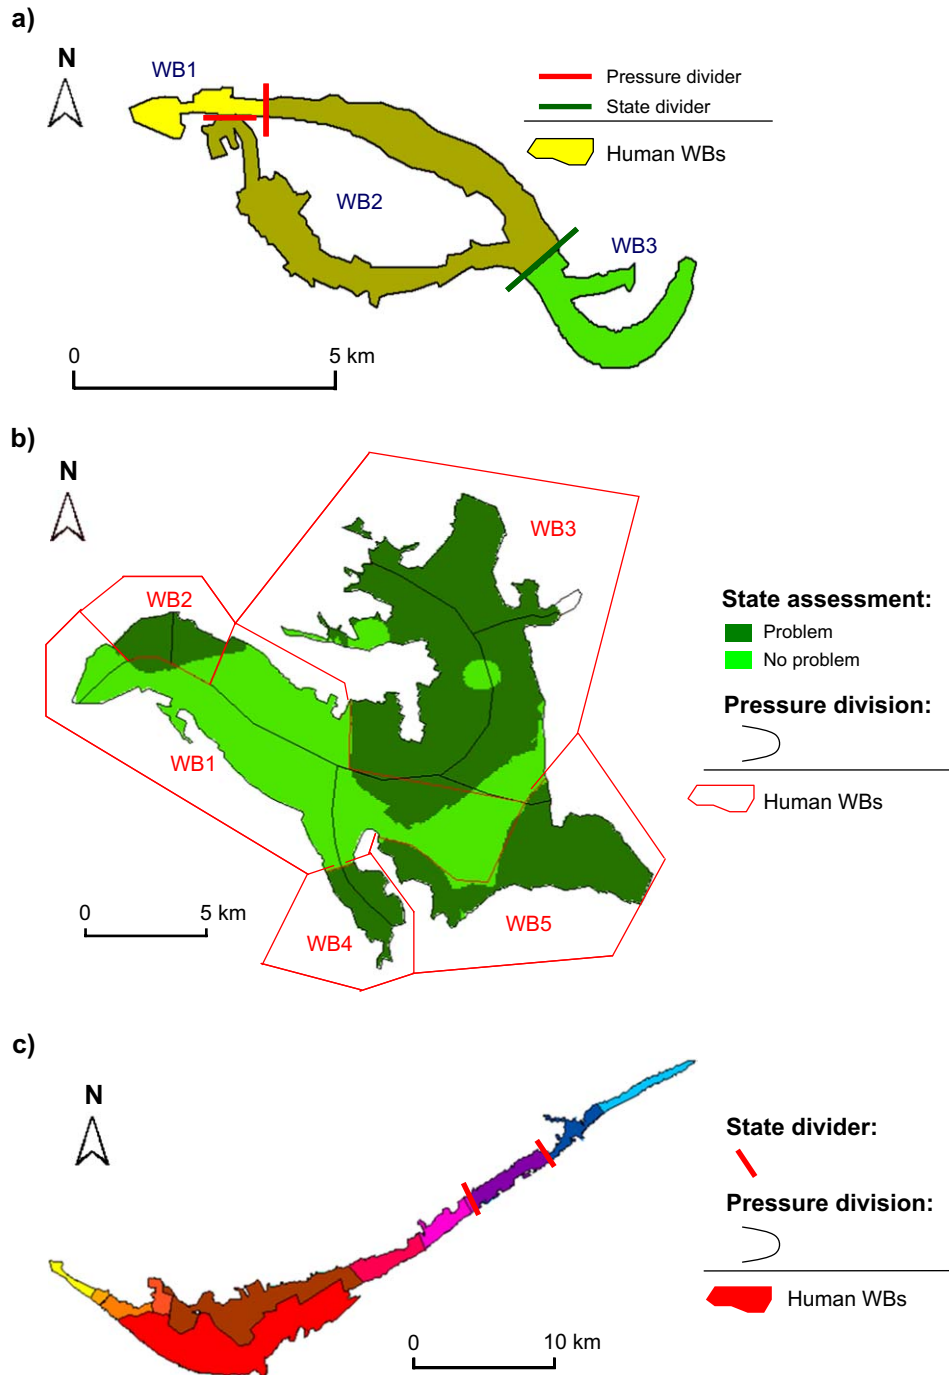 a)
N
WB1
Pressure divider
State divider
Human WBs
WB2
WB3
0 5 km
b)
N
WB3
WB2
State assessment:
Problem
No problem
Pressure division:
WB1
Human WBs
0 5 km
WB4
WB5
c)
N
State divider:
Pressure division:
Human WBs
0 10 km